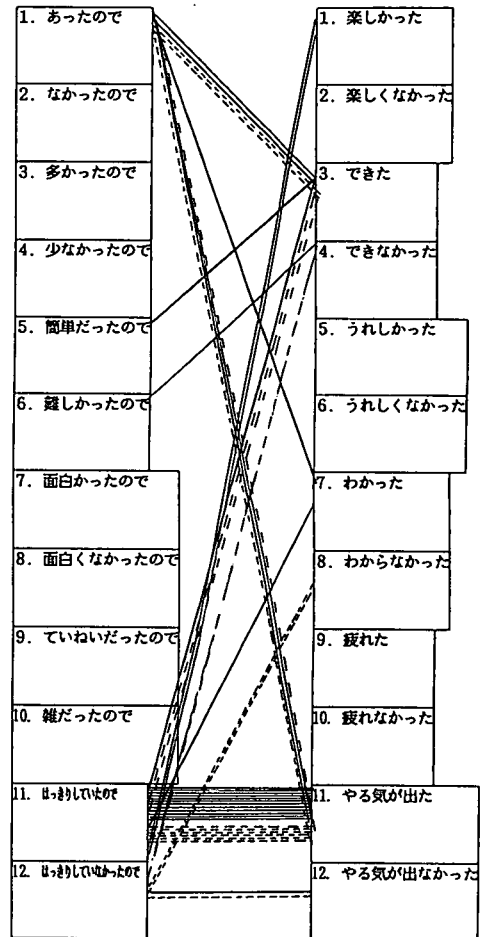 1. あったので
2. なかったので
3. 多かったので
4. 少なかったので
5. 簡単だったので
6. 難しかったので
7. 面白かったので
8. 面白くなかったので
9. ていねいだったので
10. 雑だったので
11. はっきりしていたので
12. はっきりしていなかったので
1. 楽しかった
2. 楽しくなかった
3. できた
4. できなかった
5. うれしかった
6. うれしくなかった
7. わかった
8. わからなかった
9. 疲れた
10. 疲れなかった
11. やる気が出た
12. やる気が出なかった